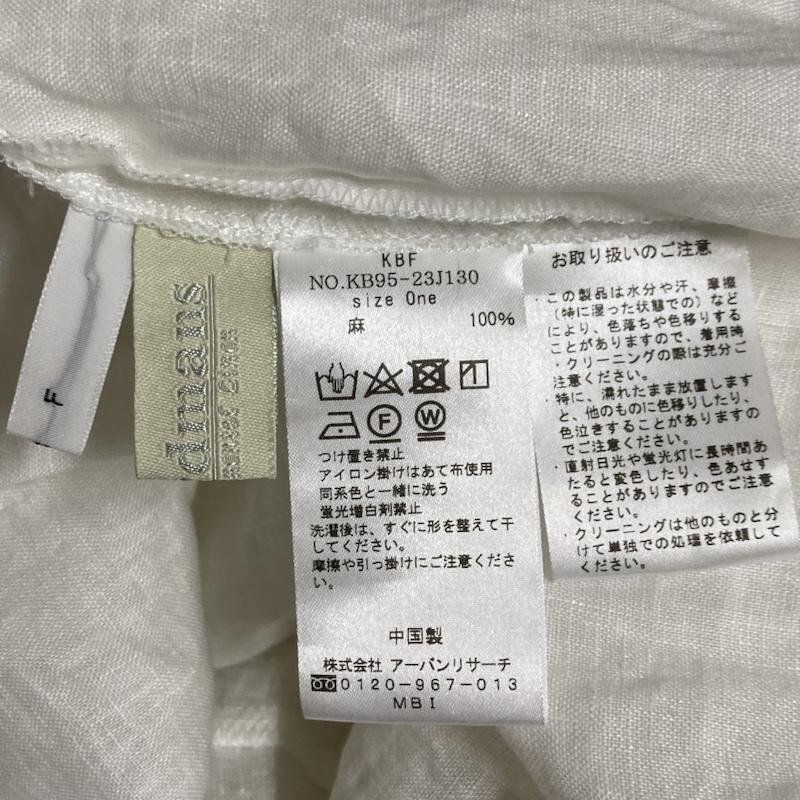 F
dmans
KBF
NO.KB95-23J130
size One
麻 100%
F
W
つけ置き禁止
アイロン掛けはあて布使用
同系色と一緒に洗う
蛍光増白剤禁止
洗濯後は、すぐに形を整えて干
してください。
摩擦や引っ掛けにご注意くださ
い。
中国製
株式会社 アーバンリサーチ
0120-967-013
MBI
お取り扱いのご注意
・この製品は水分や汗、摩擦
(特に湿った状態での)など
により、色落ちや色移りする
ことがありますので、着用時
・クリーニングの際は充分ご
注意ください。
・特に、濡れたまま放置します
と、他のものに色移りしたり、
色泣きすることがありますの
でご注意ください。
・直射日光や蛍光灯に長時間あ
たると変色したり、色あせす
ることがありますのでご注意
ください。
・クリーニングは他のものと分
けて単独での処理を依頼して
ください。